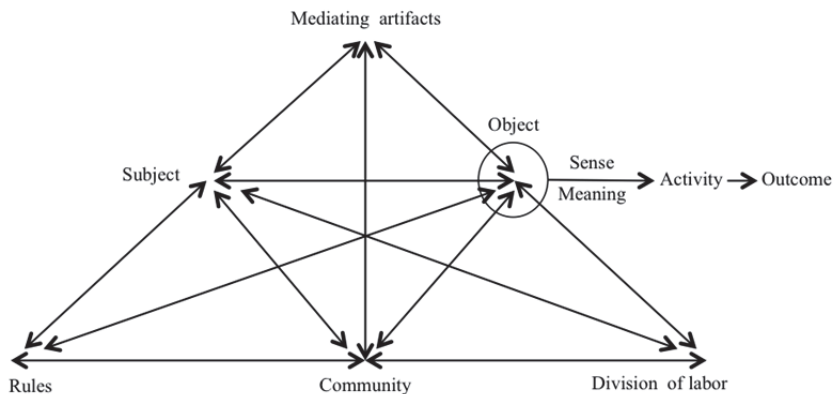 Mediating artifacts
Object
Subject
Sense
Meaning
Activity
Outcome
Rules
Community
Division of labor